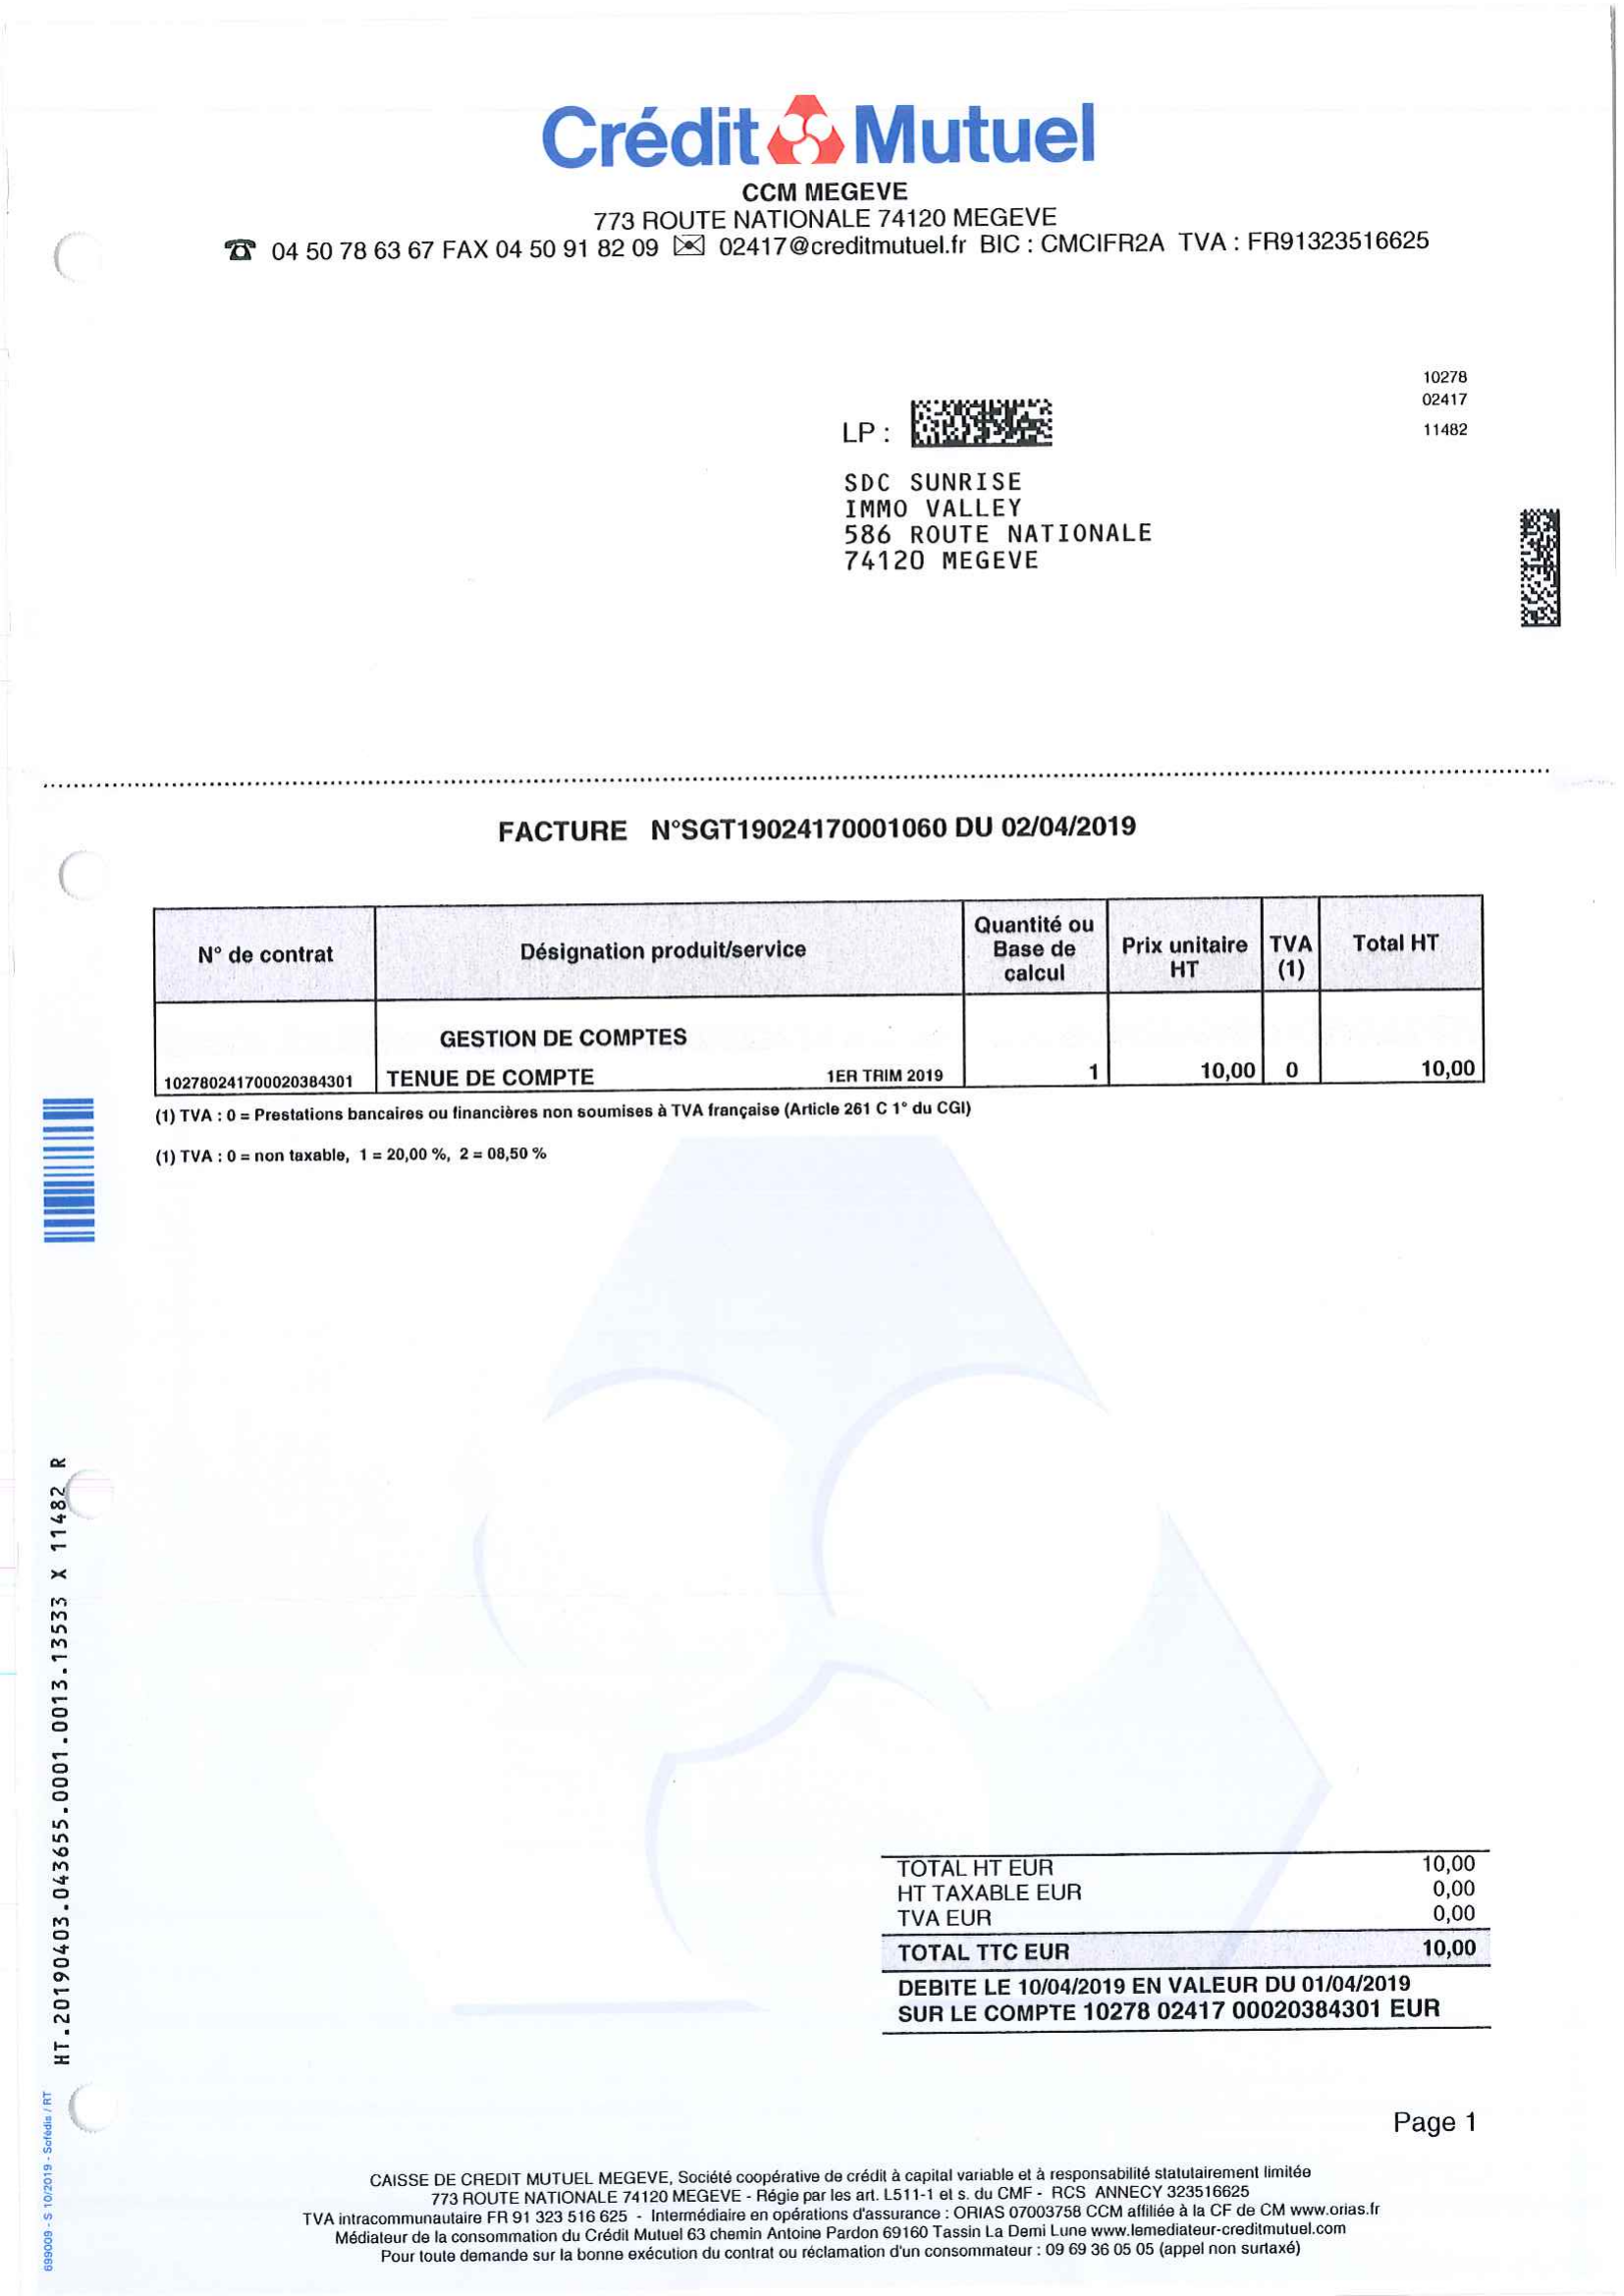 Crédit Mutuel
CCM MEGEVE
773 ROUTE NATIONALE 74120 MEGEVE
04 50 78 63 67 FAX 04 50 91 82 09 02417@creditmutuel.fr BIC : CMCIFR2A TVA : FR91323516625
10278
02417
11482
LP :
SDC SUNRISE
IMMO VALLEY
586 ROUTE NATIONALE
74120 MEGEVE
FACTURE N°SGT19024170001060 DU 02/04/2019
N° de contrat Désignation produit/service Quantité ou Base de calcul Prix unitaire HT TVA (1) Total HT
GESTION DE COMPTES
102780241700020384301 TENUE DE COMPTE 1ER TRIM 2019 1 10,00 0 10,00
(1) TVA : 0 = Prestations bancaires ou financières non soumises à TVA française (Article 261 C 1° du CGI)
(1) TVA : 0 = non taxable, 1 = 20,00 %, 2 = 08,50 %
HT.20190403.043655.0001.0013.13533 X 11482 R
699009 - S 10/2019 - Sofédis / RT
TOTAL HT EUR 10,00
HT TAXABLE EUR 0,00
TVA EUR 0,00
TOTAL TTC EUR 10,00
DEBITE LE 10/04/2019 EN VALEUR DU 01/04/2019
SUR LE COMPTE 10278 02417 00020384301 EUR
Page 1
CAISSE DE CREDIT MUTUEL MEGEVE, Société coopérative de crédit à capital variable et à responsabilité statutairement limitée
773 ROUTE NATIONALE 74120 MEGEVE - Régie par les art. L511-1 et s. du CMF - RCS ANNECY 323516625
TVA intracommunautaire FR 91 323 516 625 - Intermédiaire en opérations d'assurance : ORIAS 07003758 CCM affiliée à la CF de CM www.orias.fr
Médiateur de la consommation du Crédit Mutuel 63 chemin Antoine Pardon 69160 Tassin La Demi Lune www.lemediateur-creditmutuel.com
Pour toute demande sur la bonne exécution du contrat ou réclamation d'un consommateur : 09 69 36 05 05 (appel non surtaxé)